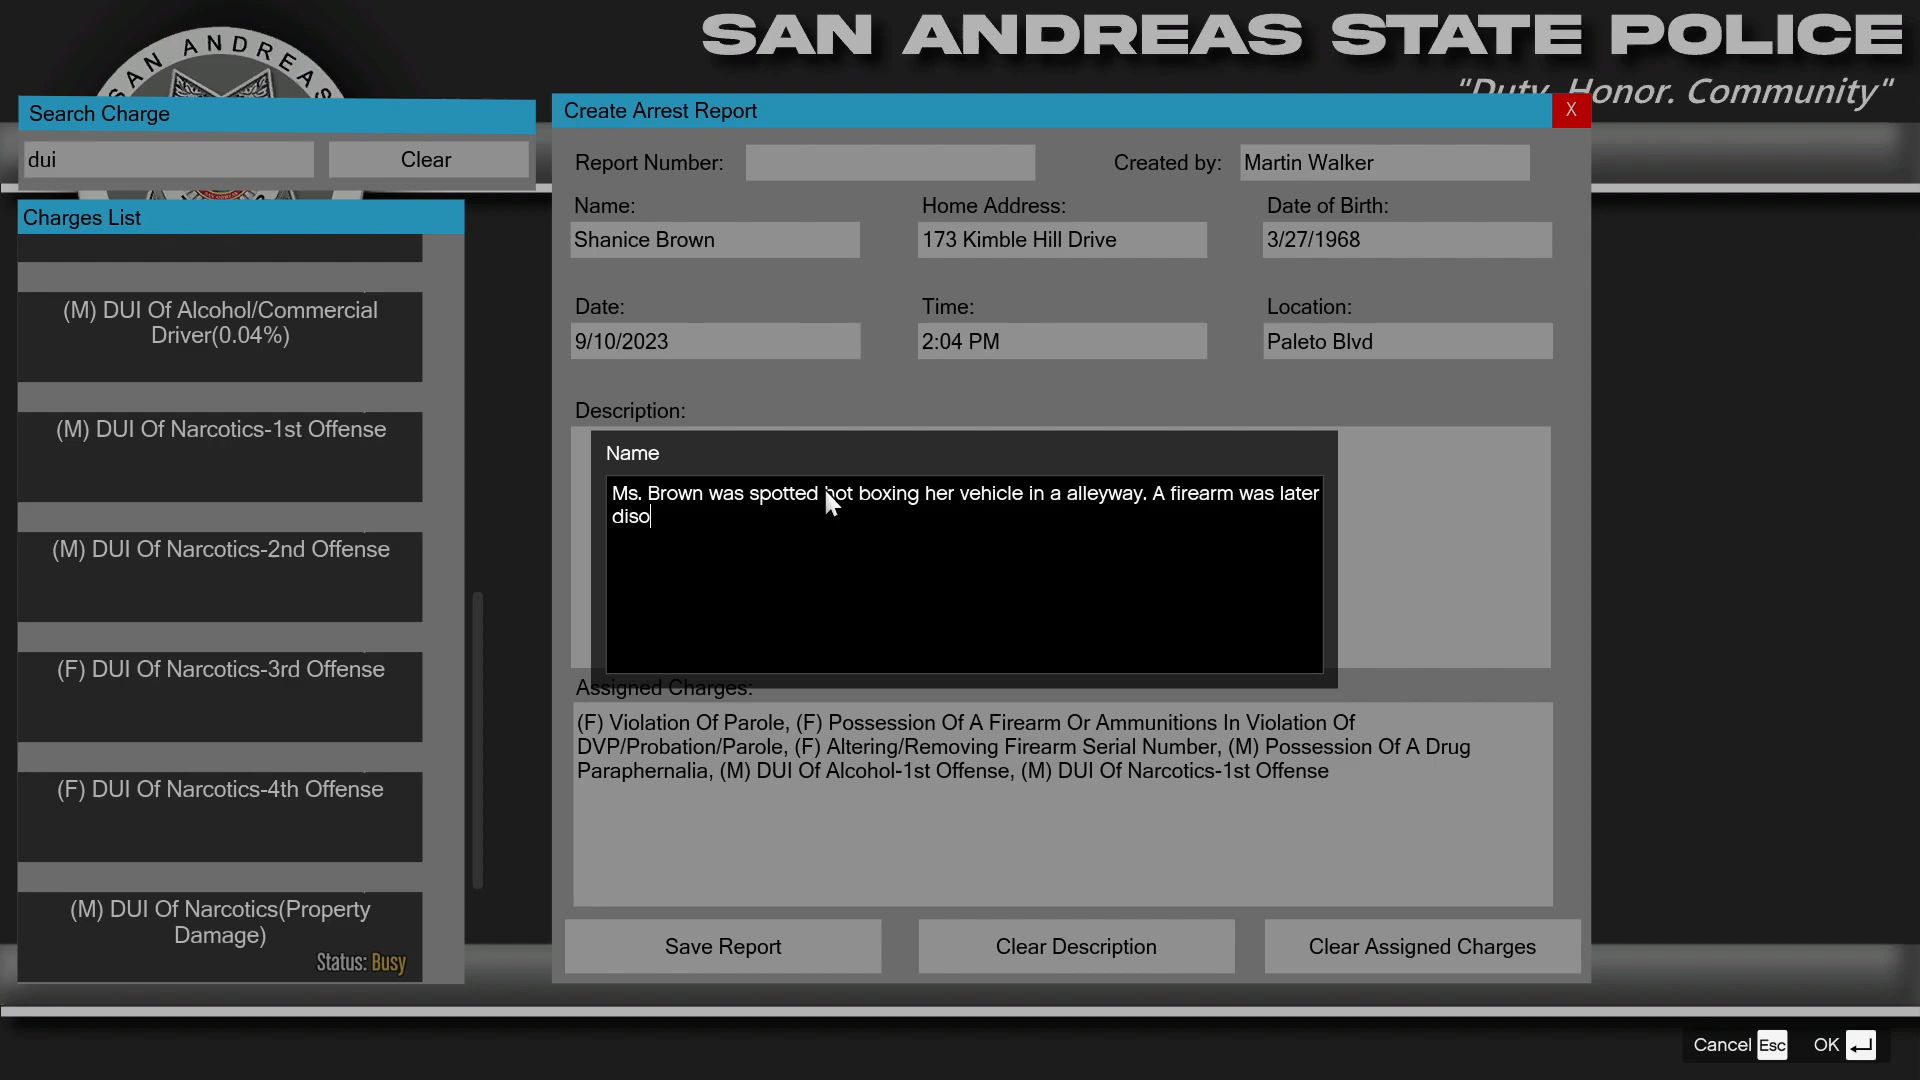 SAN ANDREAS STATE POLICE
"Duty. Honor. Community"
SAN ANDREAS
Search Charge
dui
Clear
Charges List
(M) DUI Of Alcohol/Commercial
Driver(0.04%)
(M) DUI Of Narcotics-1st Offense
(M) DUI Of Narcotics-2nd Offense
(F) DUI Of Narcotics-3rd Offense
(F) DUI Of Narcotics-4th Offense
(M) DUI Of Narcotics(Property
Damage)
Status: Busy
Create Arrest Report
X
Report Number:
Created by: Martin Walker
Name: Home Address: Date of Birth:
Shanice Brown 173 Kimble Hill Drive 3/27/1968
Date: Time: Location:
9/10/2023 2:04 PM Paleto Blvd
Description:
Name
Ms. Brown was spotted hot boxing her vehicle in a alleyway. A firearm was later
diso
Assigned Charges:
(F) Violation Of Parole, (F) Possession Of A Firearm Or Ammunitions In Violation Of
DVP/Probation/Parole, (F) Altering/Removing Firearm Serial Number, (M) Possession Of A Drug
Paraphernalia, (M) DUI Of Alcohol-1st Offense, (M) DUI Of Narcotics-1st Offense
Save Report Clear Description Clear Assigned Charges
Cancel Esc OK